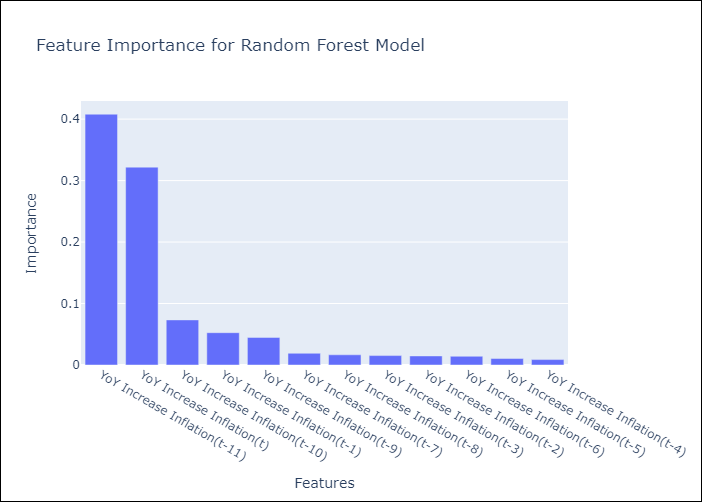 Feature Importance for Random Forest Model
Importance
0.4
0.3
0.2
0.1
0
YoY Increase Inflation(t-11)
YoY Increase Inflation(t)
YoY Increase Inflation(t-10)
YoY Increase Inflation(t-1)
YoY Increase Inflation(t-9)
YoY Increase Inflation(t-7)
YoY Increase Inflation(t-8)
YoY Increase Inflation(t-3)
YoY Increase Inflation(t-2)
YoY Increase Inflation(t-6)
YoY Increase Inflation(t-5)
YoY Increase Inflation(t-4)
Features